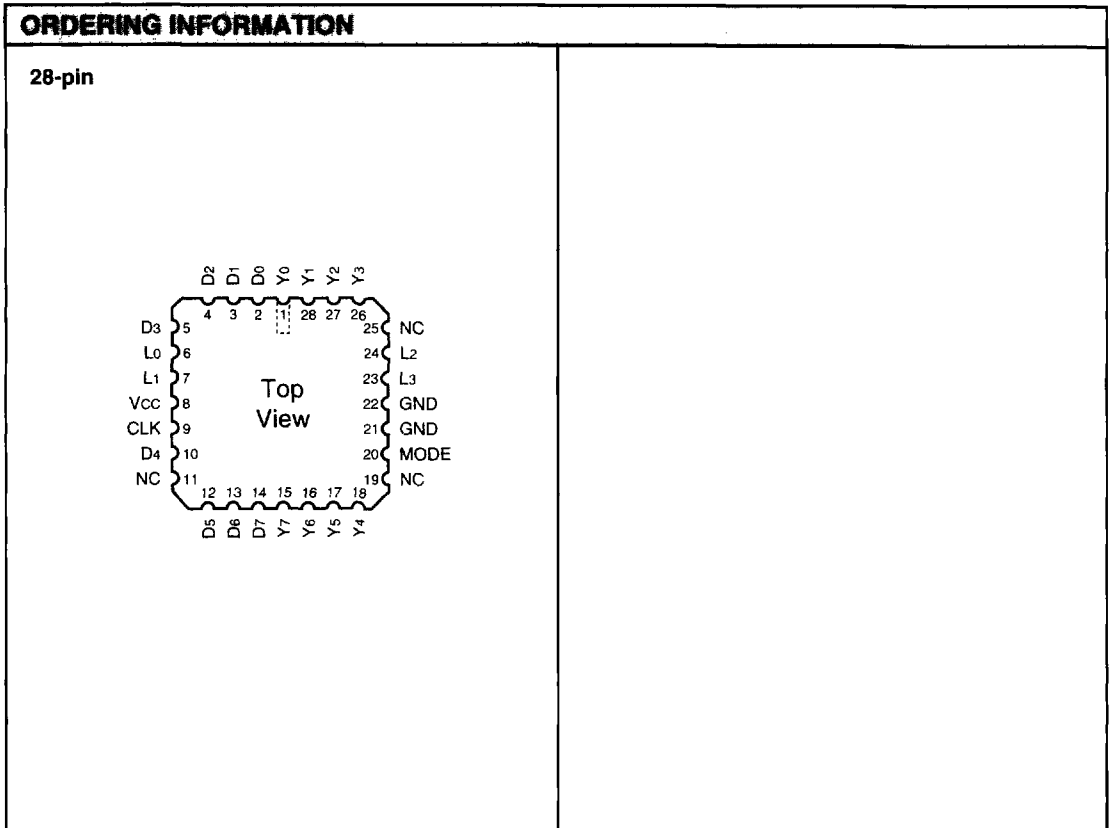 ORDERING INFORMATION
28-pin
D2 D1 D0 Y0 Y1 Y2 Y3
4 3 2 1 28 27 26
D3 5 25 NC
L0 6 24 L2
L1 7 23 L3
Top
View
VCC 8 22 GND
CLK 9 21 GND
D4 10 20 MODE
NC 11 19 NC
12 13 14 15 16 17 18
D5 D6 D7 Y7 Y6 Y5 Y4